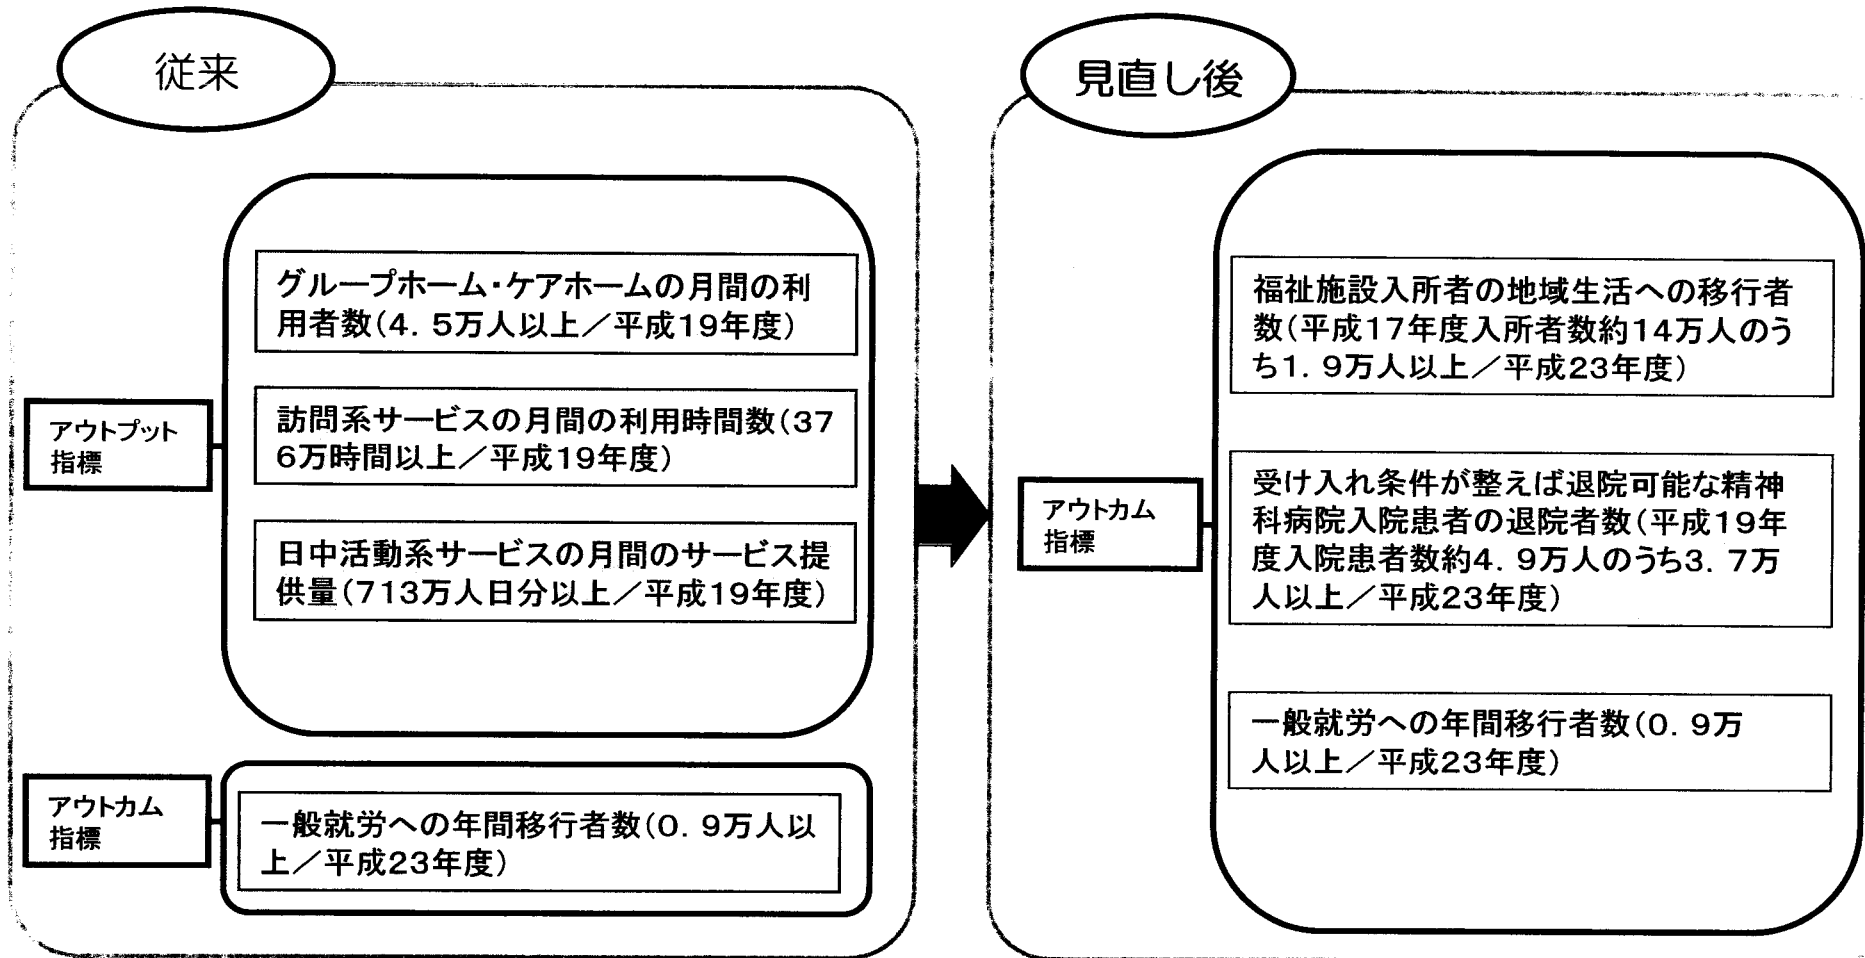 従来
アウトプット
指標
グループホーム・ケアホームの月間の利
用者数(4. 5万人以上／平成19年度)
訪問系サービスの月間の利用時間数(37
6万時間以上／平成19年度)
日中活動系サービスの月間のサービス提
供量(713万人日分以上／平成19年度)
アウトカム
指標
一般就労への年間移行者数(0. 9万人以
上／平成23年度)
見直し後
アウトカム
指標
福祉施設入所者の地域生活への移行者
数(平成17年度入所者数約14万人のう
ち1. 9万人以上／平成23年度)
受け入れ条件が整えば退院可能な精神
科病院入院患者の退院者数(平成19年
度入院患者数約4. 9万人のうち3. 7万
人以上／平成23年度)
一般就労への年間移行者数(0. 9万
人以上／平成23年度)